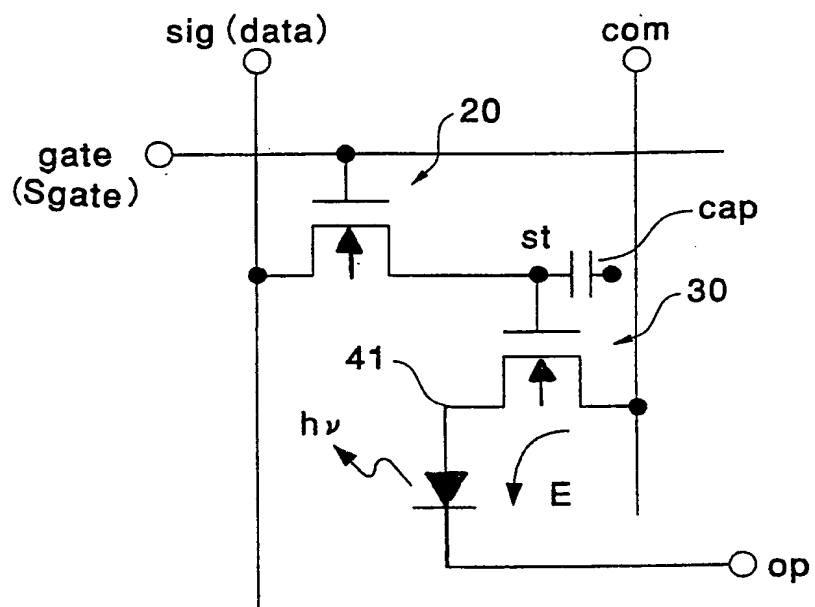 sig (data)
com
20
gate
(Sgate)
cap
st
30
41
hν
E
op